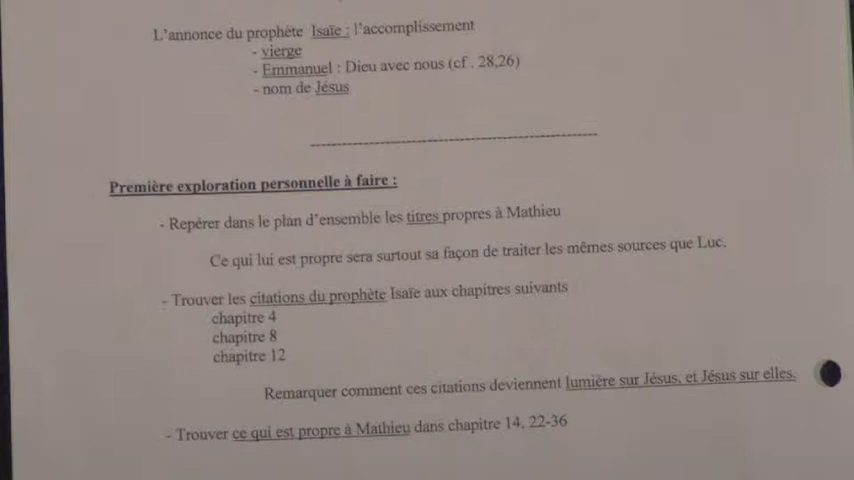 L'annonce du prophète Isaïe : l'accomplissement
- vierge
- Emmanuel : Dieu avec nous (cf . 28,26)
- nom de Jésus
Première exploration personnelle à faire :
- Repérer dans le plan d'ensemble les titres propres à Mathieu
Ce qui lui est propre sera surtout sa façon de traiter les mêmes sources que Luc.
- Trouver les citations du prophète Isaïe aux chapitres suivants
chapitre 4
chapitre 8
chapitre 12
Remarquer comment ces citations deviennent lumière sur Jésus, et Jésus sur elles.
- Trouver ce qui est propre à Mathieu dans chapitre 14, 22-36